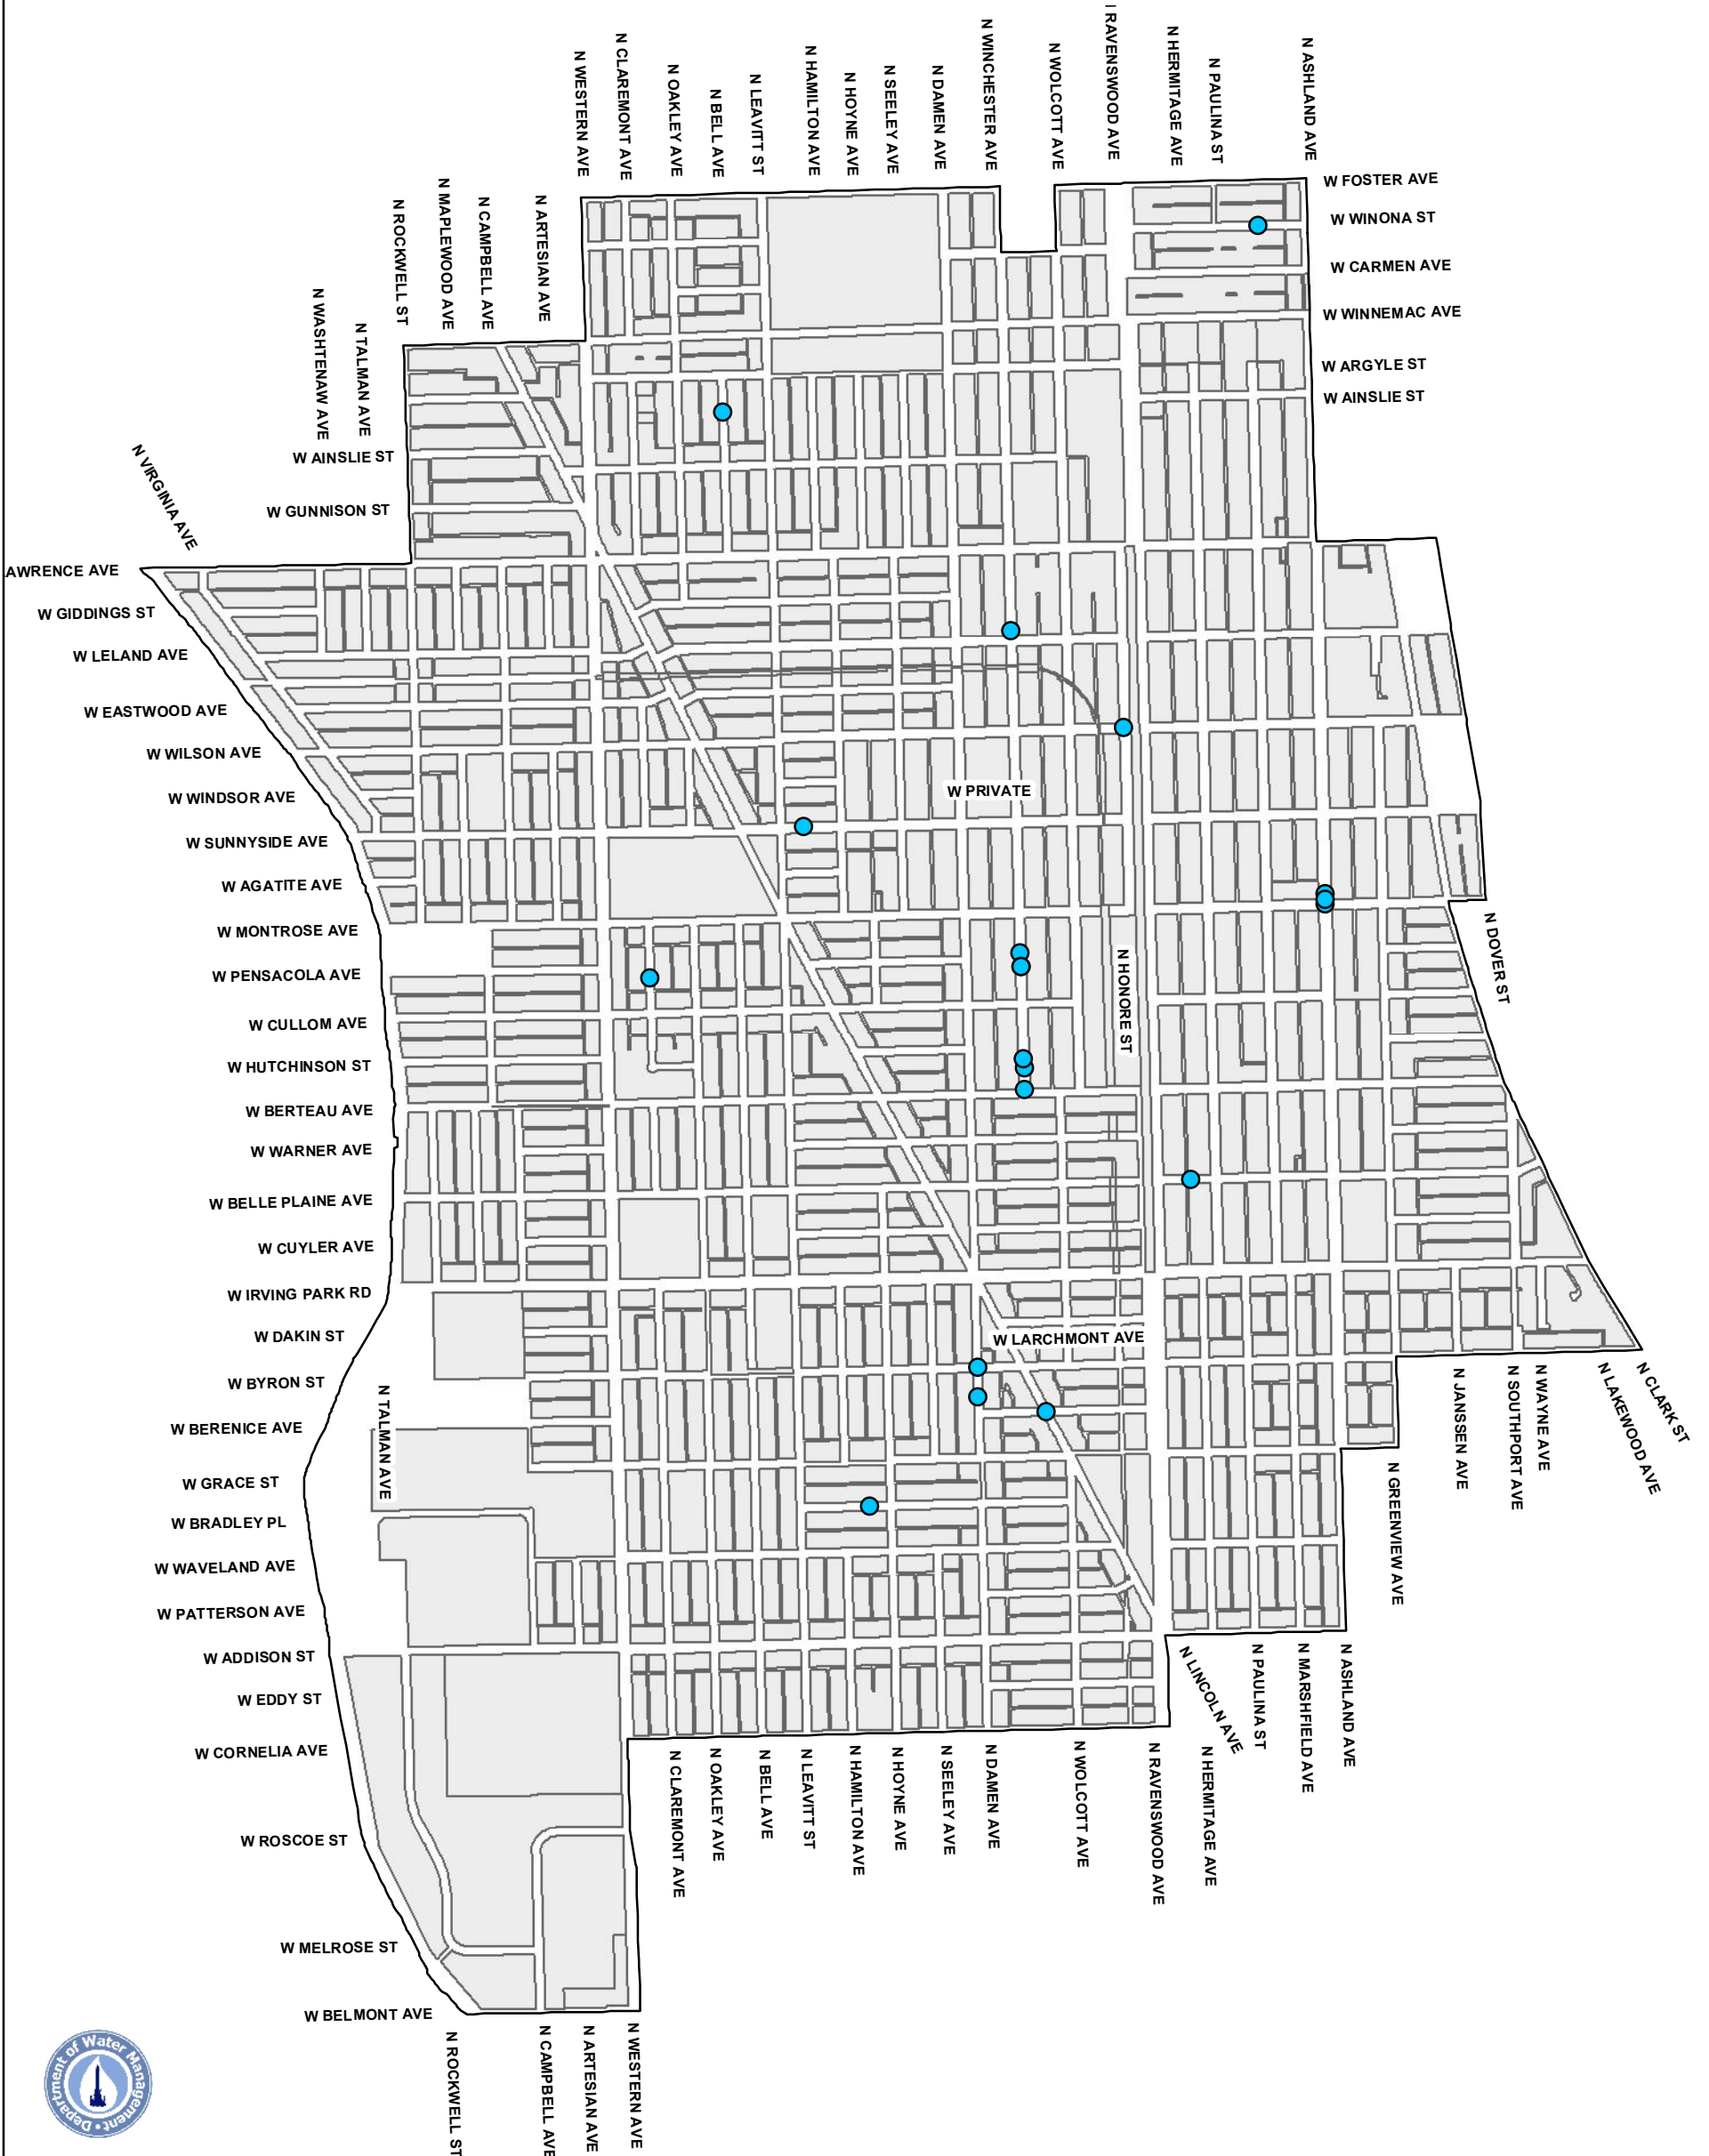 N WESTERN AVE
N CLAREMONT AVE
N OAKLEY AVE
N BELL AVE
N LEAVITT ST
N HAMILTON AVE
N HOYNE AVE
N SEELEY AVE
N DAMEN AVE
N WINCHESTER AVE
N WOLCOTT AVE
RAVENSWOOD AVE
N HERMITAGE AVE
N PAULINA ST
N ASHLAND AVE
W FOSTER AVE
W WINONA ST
W CARMEN AVE
W WINNEMAC AVE
W ARGYLE ST
W AINSLIE ST
N VIRGINIA AVE
N WASHTENAW AVE
N TALMAN AVE
N ROCKWELL ST
N MAPLEWOOD AVE
N CAMPBELL AVE
N ARTESIAN AVE
W AINSLIE ST
W GUNNISON ST
AWRENCE AVE
W GIDDINGS ST
W LELAND AVE
W EASTWOOD AVE
W WILSON AVE
W WINDSOR AVE
W PRIVATE
W SUNNYSIDE AVE
W AGATITE AVE
W MONTROSE AVE
W PENSACOLA AVE
N HONORE ST
N DOVER ST
W CULLOM AVE
W HUTCHINSON ST
W BERTEAU AVE
W WARNER AVE
W BELLE PLAINE AVE
W CUYLER AVE
W IRVING PARK RD
W DAKIN ST
W LARCHMONT AVE
W BYRON ST
N TALMAN AVE
W BERENICE AVE
W GRACE ST
W BRADLEY PL
W WAVELAND AVE
W PATTERSON AVE
W ADDISON ST
W EDDY ST
W CORNELIA AVE
W ROSCOE ST
W MELROSE ST
W BELMONT AVE
N GREENVIEW AVE
N JANSSEN AVE
N SOUTHPORT AVE
N WAYNE AVE
N LAKEWOOD AVE
N CLARK ST
N CLAREMONT AVE
N OAKLEY AVE
N BELL AVE
N LEAVITT ST
N HAMILTON AVE
N HOYNE AVE
N SEELEY AVE
N DAMEN AVE
N WOLCOTT AVE
N RAVENSWOOD AVE
N HERMITAGE AVE
N LINCOLN AVE
N PAULINA ST
N MARSHFIELD AVE
N ASHLAND AVE
N ROCKWELL ST
N CAMPBELL AVE
N ARTESIAN AVE
N WESTERN AVE
Department of Water Management